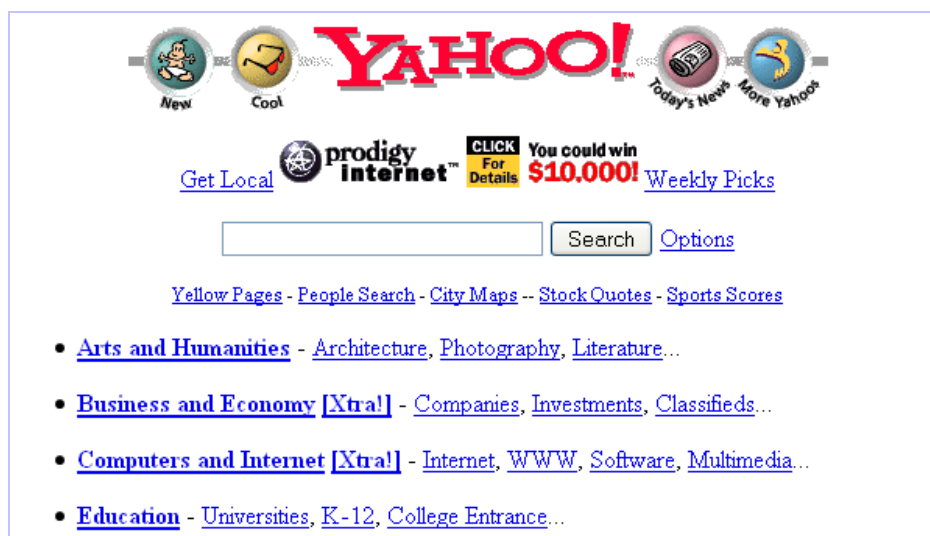 YAHOO!
New
Cool
Today's News
More Yahoos
Get Local prodigy internet™ CLICK For Details You could win $10,000! Weekly Picks
Search Options
Yellow Pages - People Search - City Maps -- Stock Quotes - Sports Scores
• Arts and Humanities - Architecture, Photography, Literature...
• Business and Economy [Xtra!] - Companies, Investments, Classifieds...
• Computers and Internet [Xtra!] - Internet, WWW, Software, Multimedia...
• Education - Universities, K-12, College Entrance...